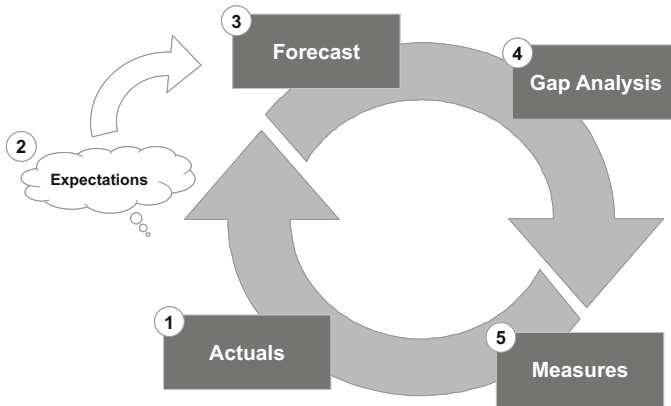 3
Forecast
4
Gap Analysis
2
Expectations
1
Actuals
5
Measures